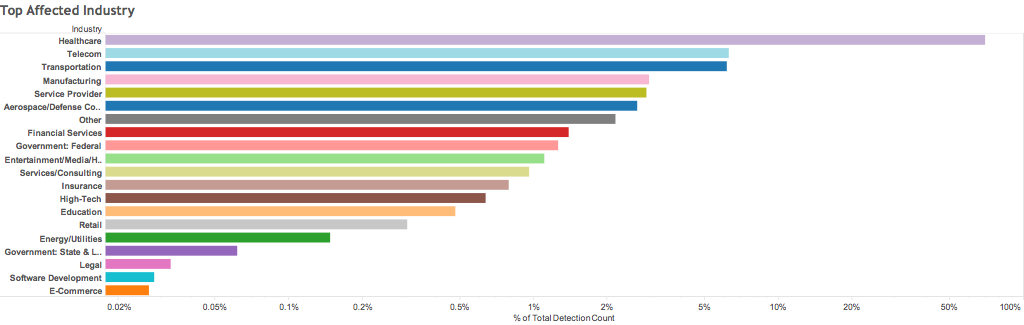 Top Affected Industry
Industry
Healthcare
Telecom
Transportation
Manufacturing
Service Provider
Aerospace/Defense Co..
Other
Financial Services
Government: Federal
Entertainment/Media/H..
Services/Consulting
Insurance
High-Tech
Education
Retail
Energy/Utilities
Government: State & L..
Legal
Software Development
E-Commerce
0.02% 0.05% 0.1% 0.2% 0.5% 1% 2% 5% 10% 20% 50% 100%
% of Total Detection Count